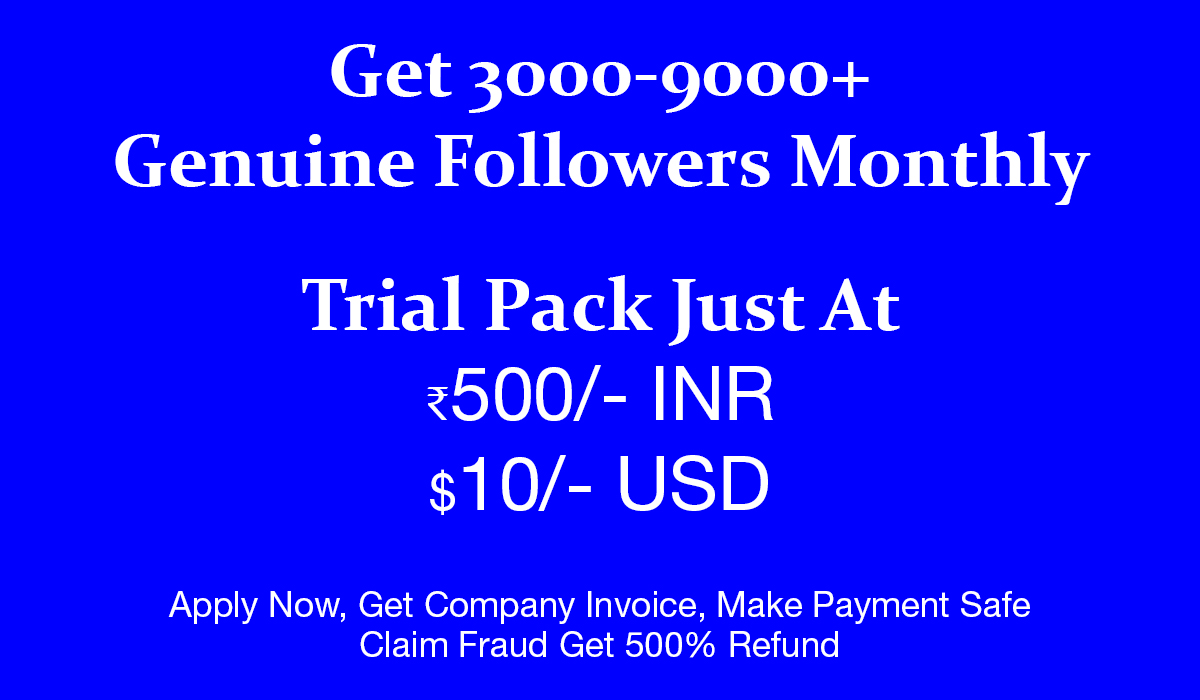 Get 3000-9000+
Genuine Followers Monthly
Trial Pack Just At
₹500/- INR
$10/- USD
Apply Now, Get Company Invoice, Make Payment Safe
Claim Fraud Get 500% Refund